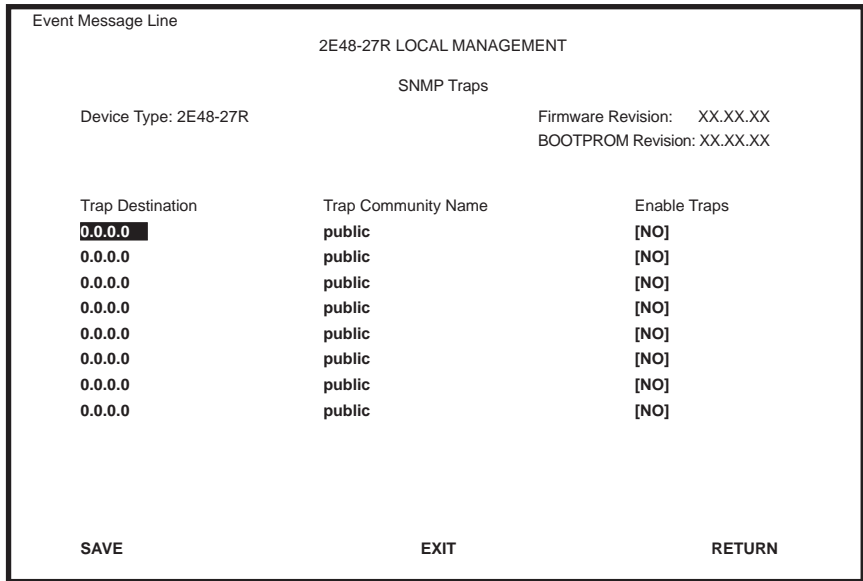 Event Message Line
2E48-27R LOCAL MANAGEMENT
SNMP Traps
Device Type: 2E48-27R Firmware Revision: XX.XX.XX
BOOTPROM Revision: XX.XX.XX
Trap Destination Trap Community Name Enable Traps
0.0.0.0 public [NO]
0.0.0.0 public [NO]
0.0.0.0 public [NO]
0.0.0.0 public [NO]
0.0.0.0 public [NO]
0.0.0.0 public [NO]
0.0.0.0 public [NO]
0.0.0.0 public [NO]
SAVE EXIT RETURN